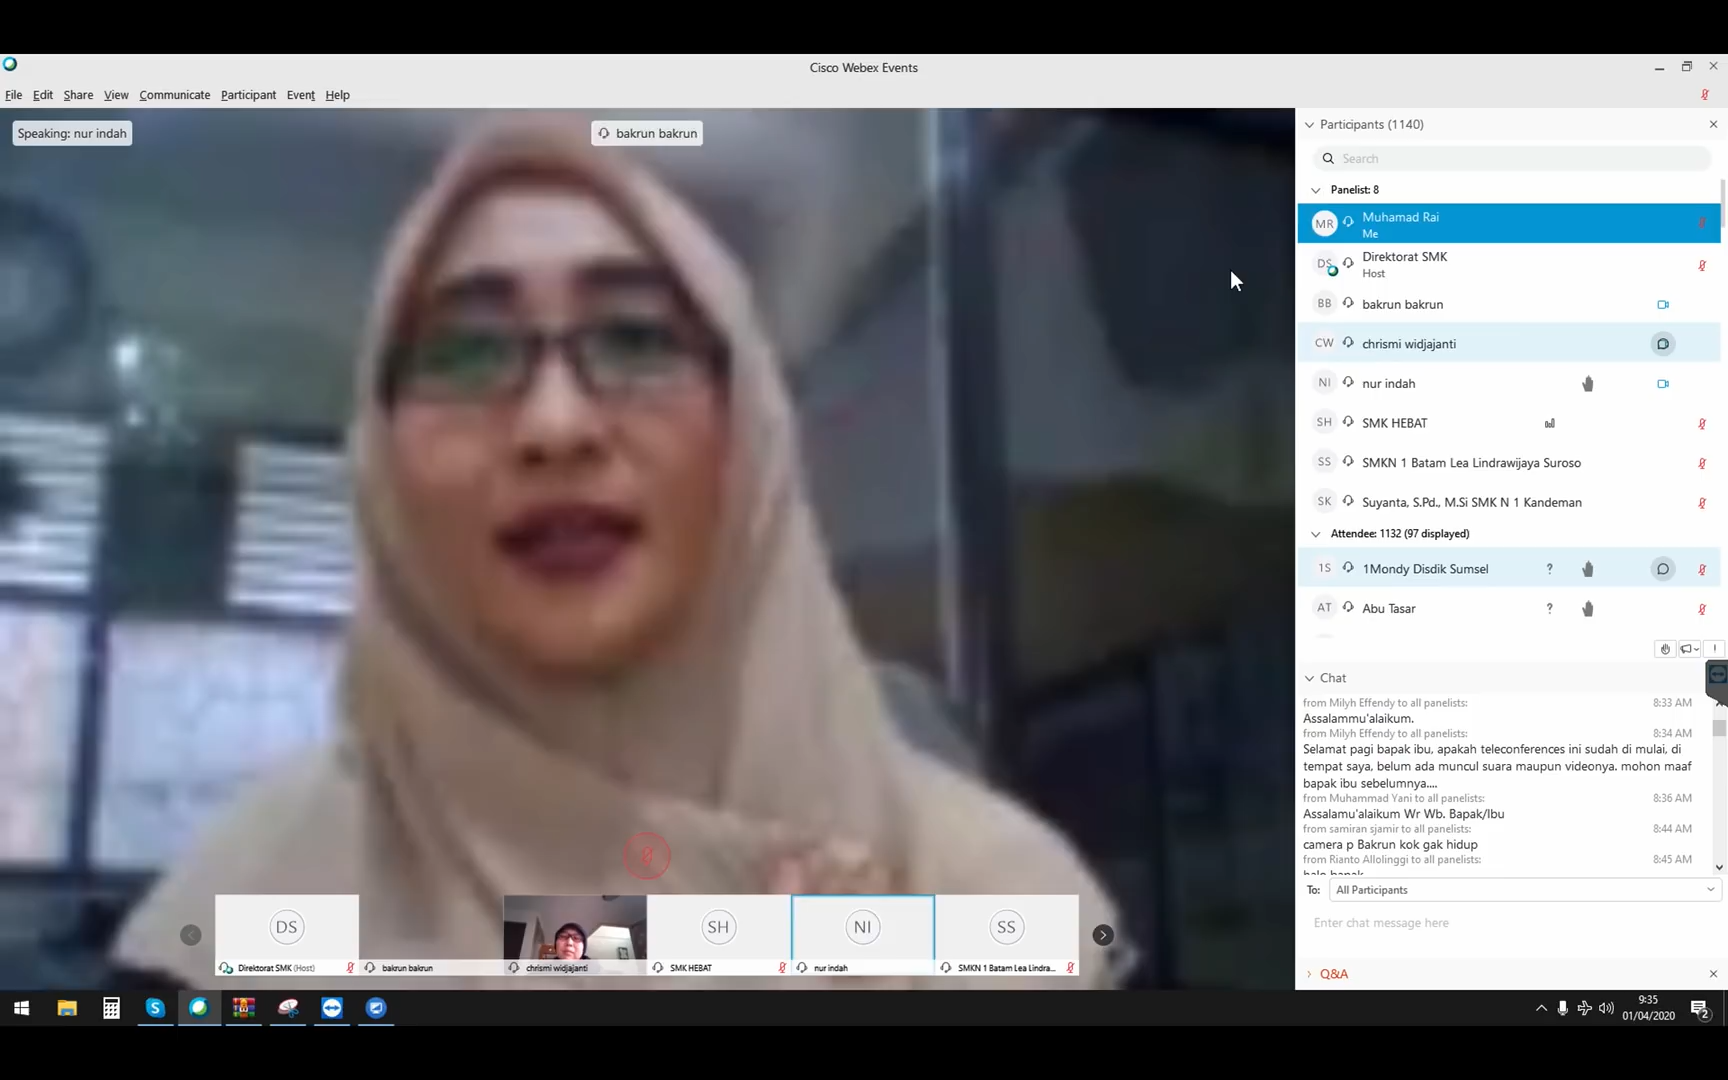 Cisco Webex Events
File Edit Share View Communicate Participant Event Help
Speaking: nur indah
bakrun bakrun
Participants (1140)
Search
Panelist: 8
MR Muhamad Rai
Me
DS Direktorat SMK
Host
BB bakrun bakrun
CW chrismi widjajanti
NI nur indah
SH SMK HEBAT
SS SMKN 1 Batam Lea Lindrawijaya Suroso
SK Suyanta, S.Pd., M.Si SMK N 1 Kandeman
Attendee: 1132 (97 displayed)
1S 1Mondy Disdik Sumsel ?
AT Abu Tasar ?
Chat
from Milyh Effendy to all panelists: 8:33 AM
Assalammu'alaikum.
from Milyh Effendy to all panelists: 8:34 AM
Selamat pagi bapak ibu, apakah teleconferences ini sudah di mulai, di
tempat saya, belum ada muncul suara maupun videonya. mohon maaf
bapak ibu sebelumnya....
from Muhammad Yani to all panelists: 8:36 AM
Assalamu'alaikum Wr Wb. Bapak/Ibu
from samiran sjamir to all panelists: 8:44 AM
camera p Bakrun kok gak hidup
from Rianto Allolinggi to all panelists: 8:45 AM
halo bapak
To: All Participants
Enter chat message here
Q&A
DS
SH
NI
SS
Direktorat SMK (Host)
bakrun bakrun
chrismi widjajanti
SMK HEBAT
nur indah
SMKN 1 Batam Lea Lindra...
9:35
01/04/2020
2